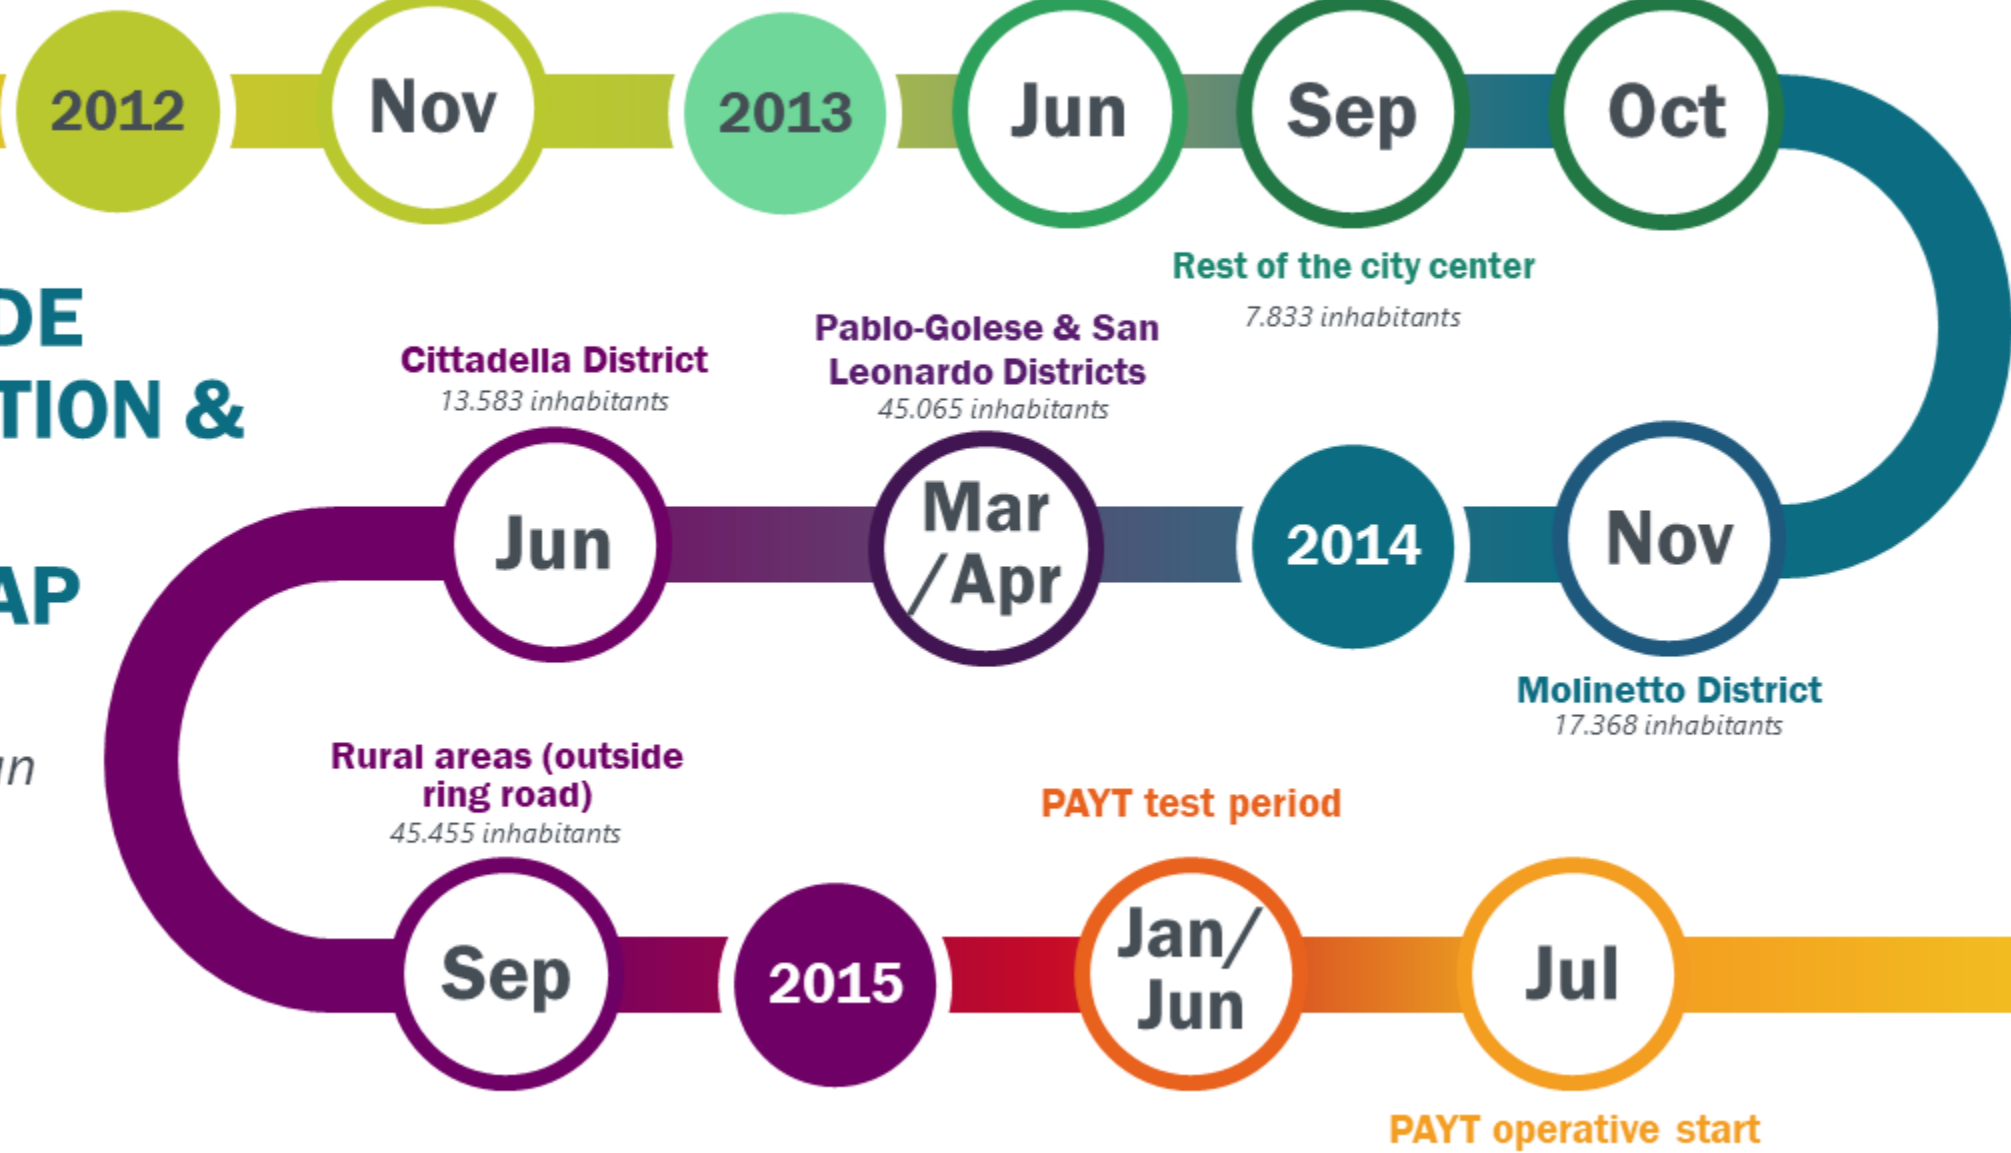 2012
Nov
2013
Jun
Sep
Oct
Rest of the city center
7.833 inhabitants
DE
TION &
AP
un
Cittadella District
13.583 inhabitants
Pablo-Golese & San
Leonardo Districts
45.065 inhabitants
Jun
Mar
/Apr
2014
Nov
Molinetto District
17.368 inhabitants
Rural areas (outside
ring road)
45.455 inhabitants
PAYT test period
Sep
2015
Jan/
Jun
Jul
PAYT operative start